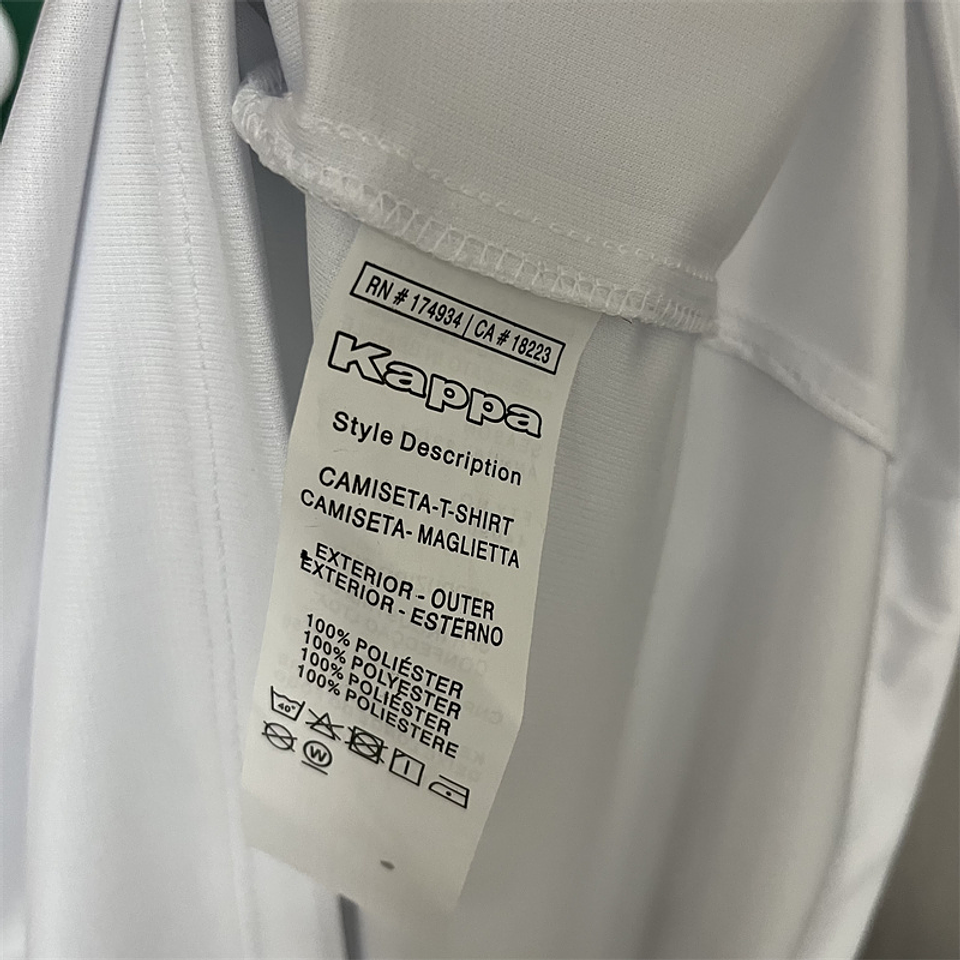 RN # 174934 | CA # 18223
Kappa
Style Description
CAMISETA-T-SHIRT
CAMISETA- MAGLIETTA
EXTERIOR - OUTER
EXTERIOR - ESTERNO
100% POLIÉSTER
100% POLYESTER
100% POLIÉSTER
100% POLIESTERE
40°
W